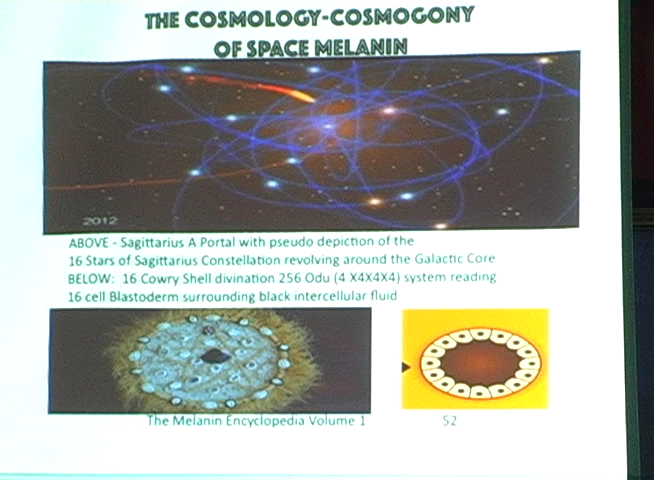 THE COSMOLOGY-COSMOGONY
OF SPACE MELANIN
2012
ABOVE - Sagittarius A Portal with pseudo depiction of the
16 Stars of Sagittarius Constellation revolving around the Galactic Core
BELOW: 16 Cowry Shell divination 256 Odu (4 X4X4X4) system reading
16 cell Blastoderm surrounding black intercellular fluid
The Melanin Encyclopedia Volume 1 52